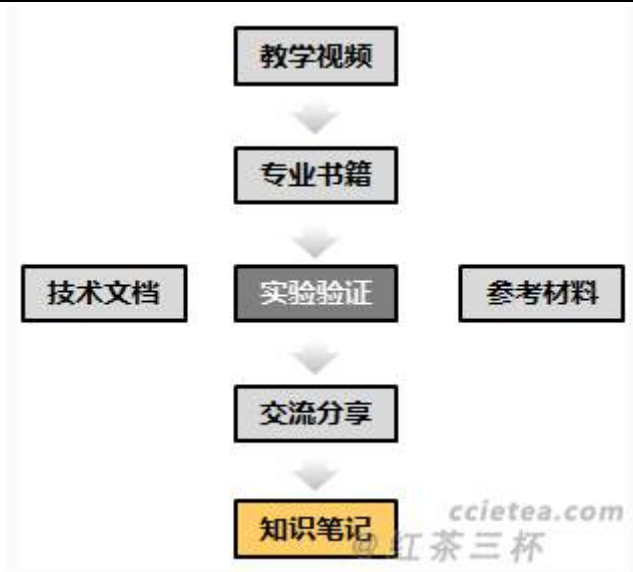 教学视频
专业书籍
技术文档
实验验证
参考材料
交流分享
知识笔记
ccietea.com
@红茶三杯